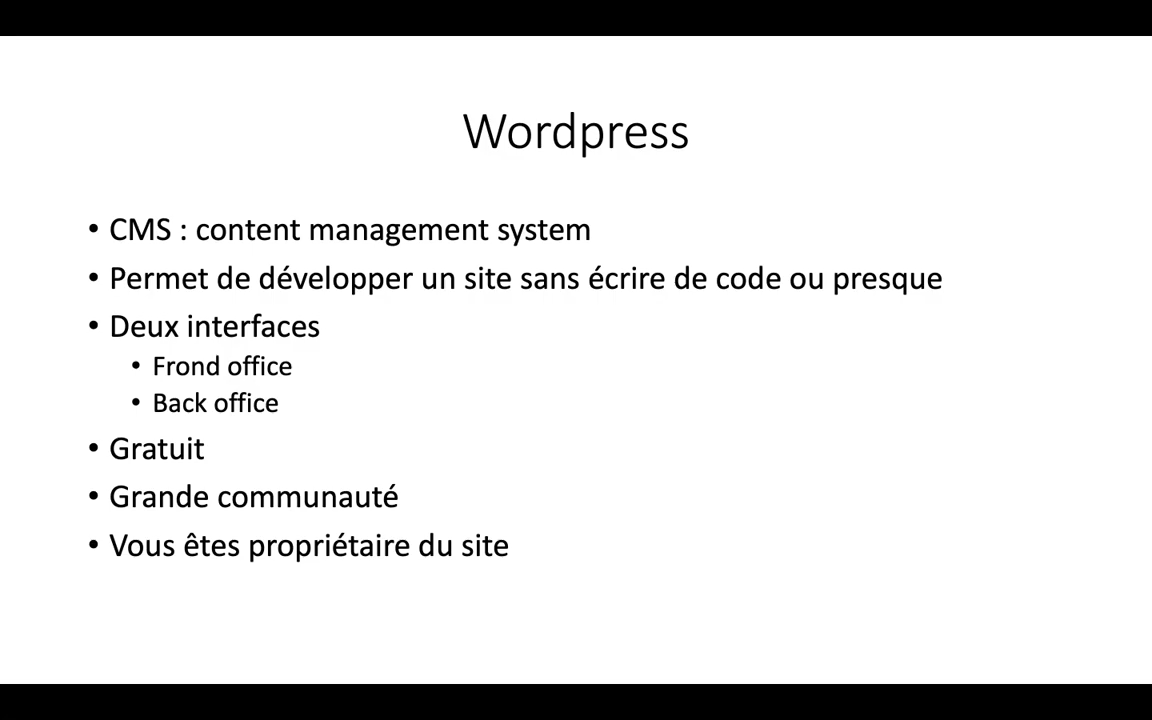 Wordpress
• CMS : content management system
• Permet de développer un site sans écrire de code ou presque
• Deux interfaces
• Frond office
• Back office
• Gratuit
• Grande communauté
• Vous êtes propriétaire du site